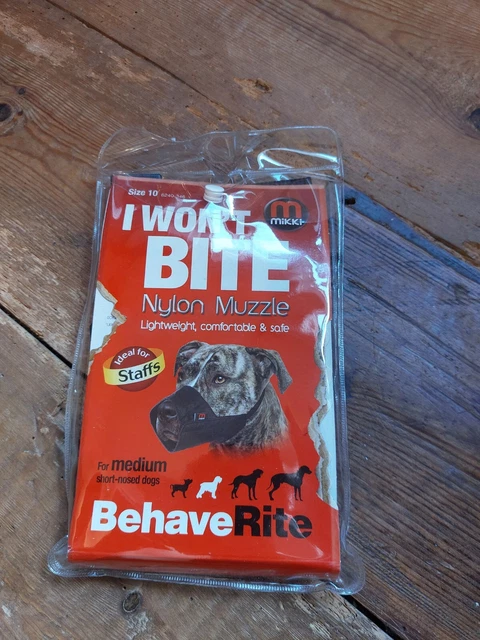 Size 10
mikki
I WON'T
BITE
Nylon Muzzle
Lightweight, comfortable & safe
Ideal for
Staffs
For medium
short-nosed dogs
BehaveRite